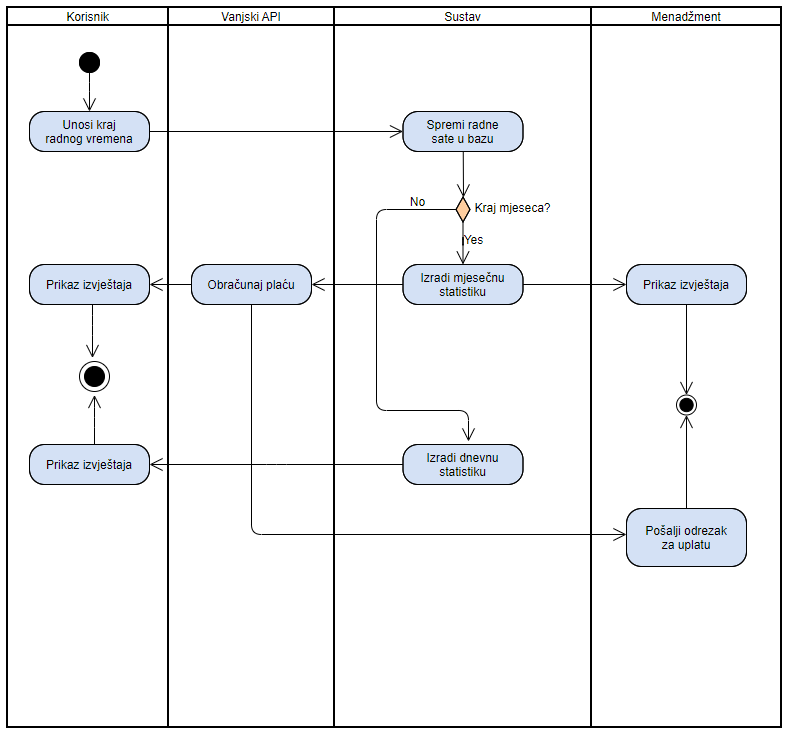 Korisnik
Vanjski API
Sustav
Menadžment
Unosi kraj
radnog vremena
Spremi radne
sate u bazu
No
Kraj mjeseca?
Yes
Prikaz izvještaja
Obračunaj plaću
Izradi mjesečnu
statistiku
Prikaz izvještaja
Prikaz izvještaja
Izradi dnevnu
statistiku
Pošalji odrezak
za uplatu